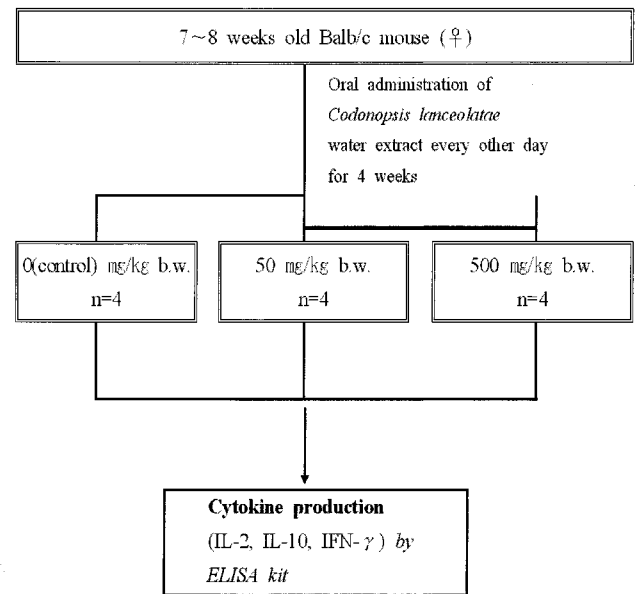 7~8 weeks old Balb/c mouse (♀)
Oral administration of
Codonopsis lanceolatae
water extract every other day
for 4 weeks
0(control) ㎎/kg b.w.
n=4
50 ㎎/kg b.w.
n=4
500 ㎎/kg b.w.
n=4
Cytokine production
(IL-2, IL-10, IFN-γ) by
ELISA kit